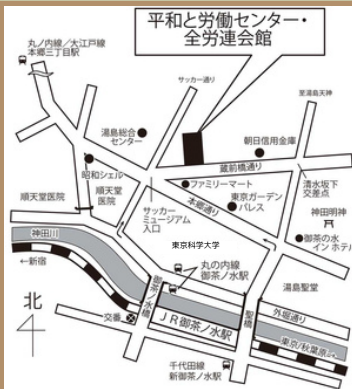 平和と労働センター・
全労連会館
丸ノ内線／大江戸線
本郷三丁目駅
サッカー通り
至湯島天神
湯島総合
センター
朝日信用金庫
蔵前橋通り
昭和シェル
ファミリーマート
清水坂下
交差点
順天堂医院
順天堂
医院
本郷通り
東京ガーデン
パレス
神田明神
サッカー
ミュージアム
入口
御茶の水
イン ホテル
神田川
東京科学大学
←新宿
丸の内線
御茶ノ水駅
湯島聖堂
御茶ノ水橋
聖橋
外堀通り
北
交番
JR御茶ノ水駅
東京/秋葉原→
千代田線
新御茶ノ水駅